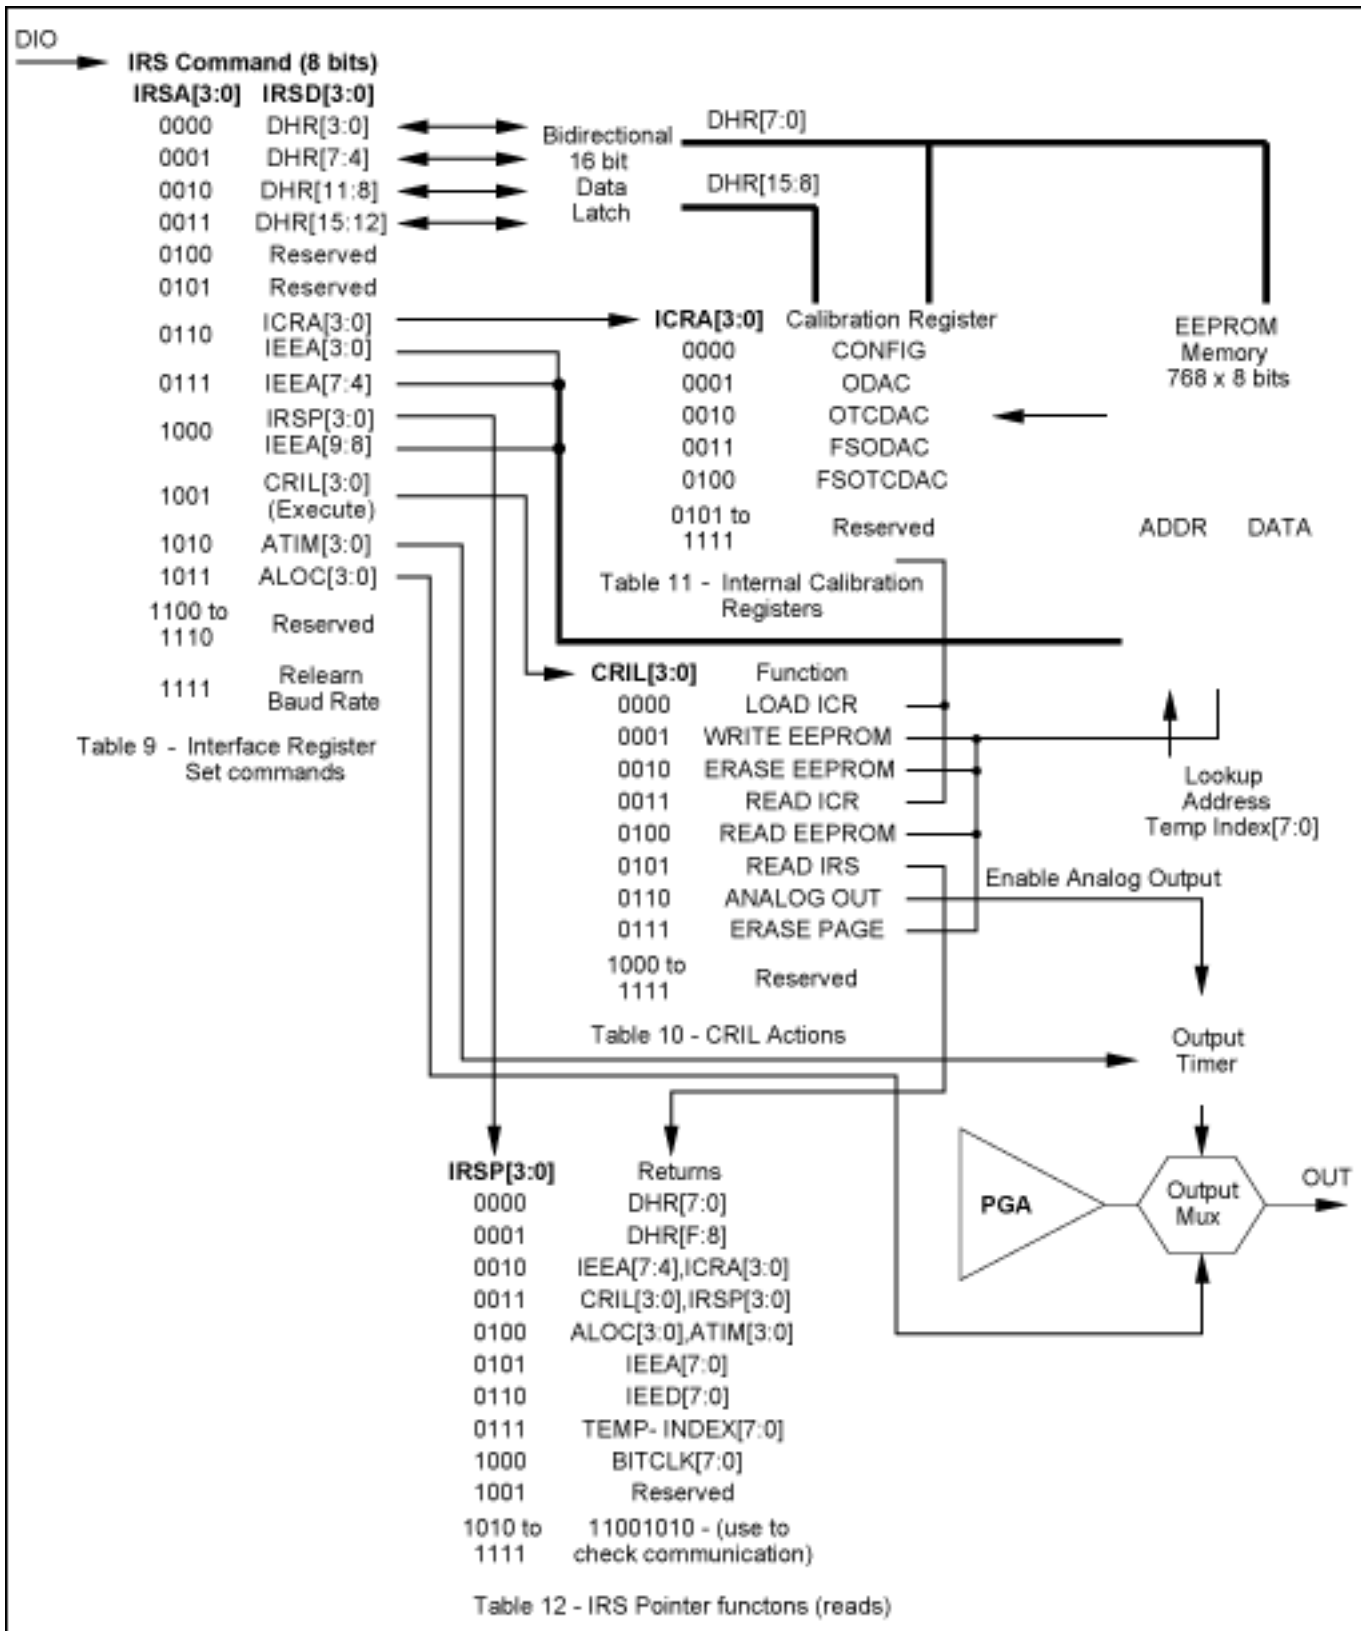 DIO
IRS Command (8 bits)
IRSA[3:0] IRSD[3:0]
0000 DHR[3:0]
0001 DHR[7:4]
0010 DHR[11:8]
0011 DHR[15:12]
0100 Reserved
0101 Reserved
0110 ICRA[3:0]
IEEA[3:0]
0111 IEEA[7:4]
1000 IRSP[3:0]
IEEA[9:8]
1001 CRIL[3:0]
(Execute)
1010 ATIM[3:0]
1011 ALOC[3:0]
1100 to
1110 Reserved
1111 Relearn
Baud Rate
Table 9 - Interface Register
Set commands
Bidirectional
16 bit
Data
Latch
DHR[7:0]
DHR[15:8]
ICRA[3:0] Calibration Register
0000 CONFIG
0001 ODAC
0010 OTCDAC
0011 FSODAC
0100 FSOTCDAC
0101 to
1111 Reserved
Table 11 - Internal Calibration
Registers
EEPROM
Memory
768 x 8 bits
ADDR DATA
CRIL[3:0] Function
0000 LOAD ICR
0001 WRITE EEPROM
0010 ERASE EEPROM
0011 READ ICR
0100 READ EEPROM
0101 READ IRS
0110 ANALOG OUT
0111 ERASE PAGE
1000 to
1111 Reserved
Table 10 - CRIL Actions
Lookup
Address
Temp Index[7:0]
Enable Analog Output
Output
Timer
PGA
Output
Mux
OUT
IRSP[3:0] Returns
0000 DHR[7:0]
0001 DHR[F:8]
0010 IEEA[7:4],ICRA[3:0]
0011 CRIL[3:0],IRSP[3:0]
0100 ALOC[3:0],ATIM[3:0]
0101 IEEA[7:0]
0110 IEED[7:0]
0111 TEMP- INDEX[7:0]
1000 BITCLK[7:0]
1001 Reserved
1010 to 11001010 - (use to
1111 check communication)
Table 12 - IRS Pointer functons (reads)